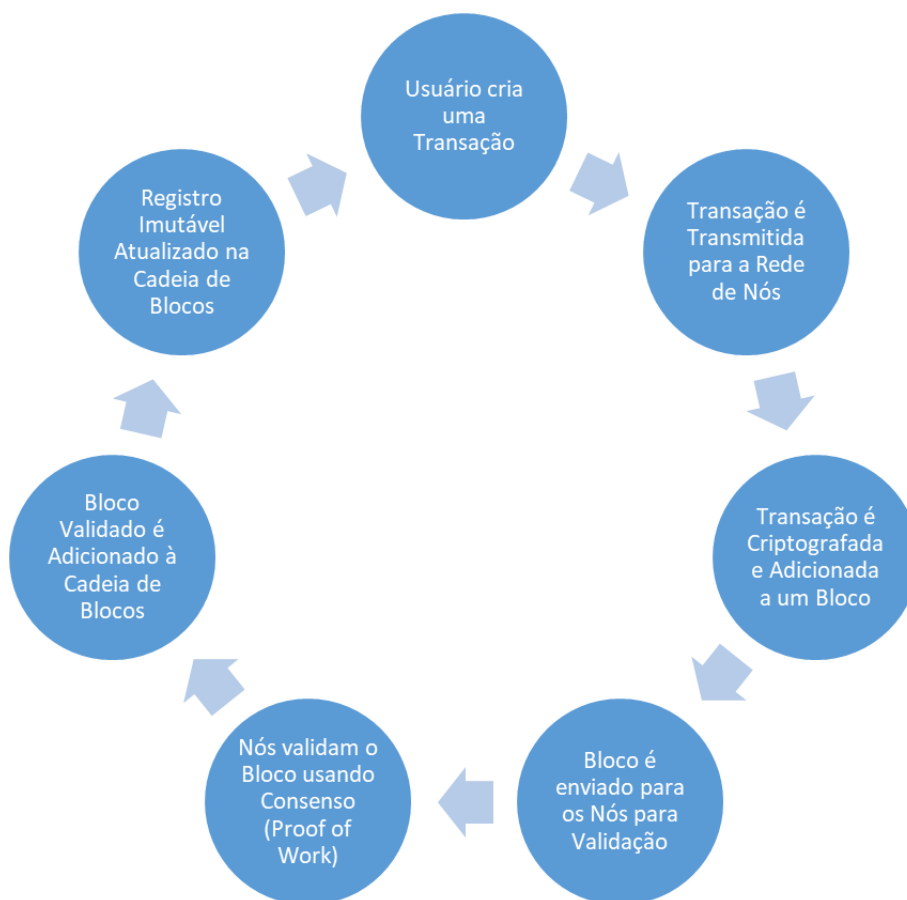 Usuário cria
uma
Transação
Transação é
Transmitida
para a Rede
de Nós
Transação é
Criptografada
e Adicionada
a um Bloco
Bloco é
enviado para
os Nós para
Validação
Nós validam o
Bloco usando
Consenso
(Proof of
Work)
Bloco
Validado é
Adicionado à
Cadeia de
Blocos
Registro
Imutável
Atualizado na
Cadeia de
Blocos